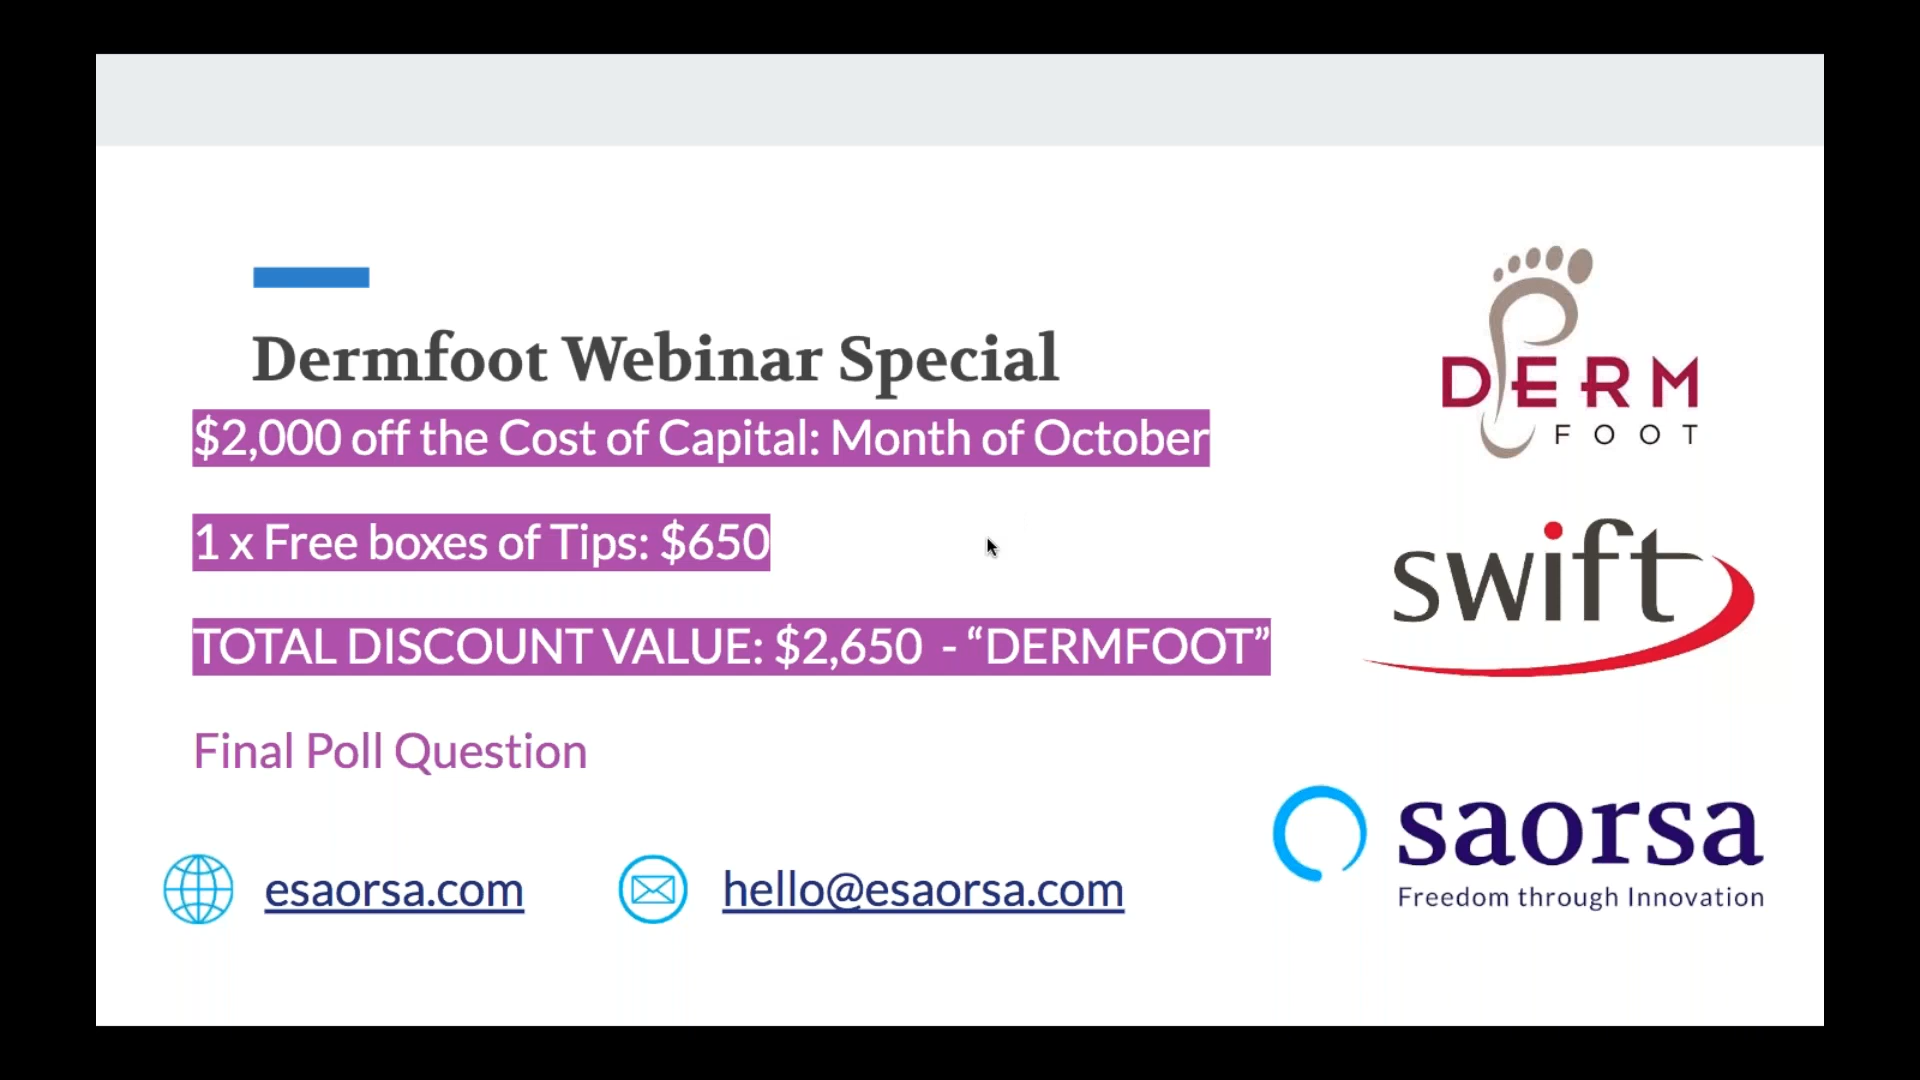 Dermfoot Webinar Special
$2,000 off the Cost of Capital: Month of October
1 x Free boxes of Tips: $650
TOTAL DISCOUNT VALUE: $2,650 - “DERMFOOT”
Final Poll Question
esaorsa.com
hello@esaorsa.com
DERM
FOOT
swift
saorsa
Freedom through Innovation